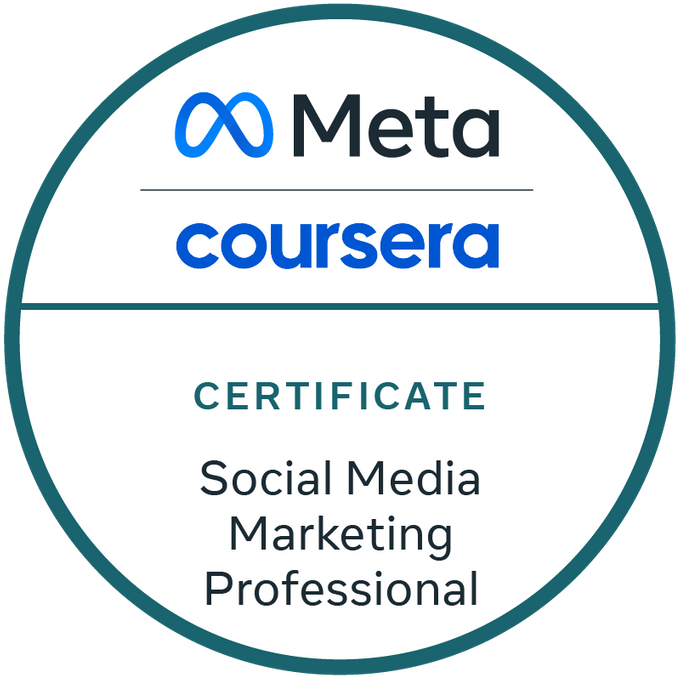 Meta
coursera
CERTIFICATE
Social Media
Marketing
Professional